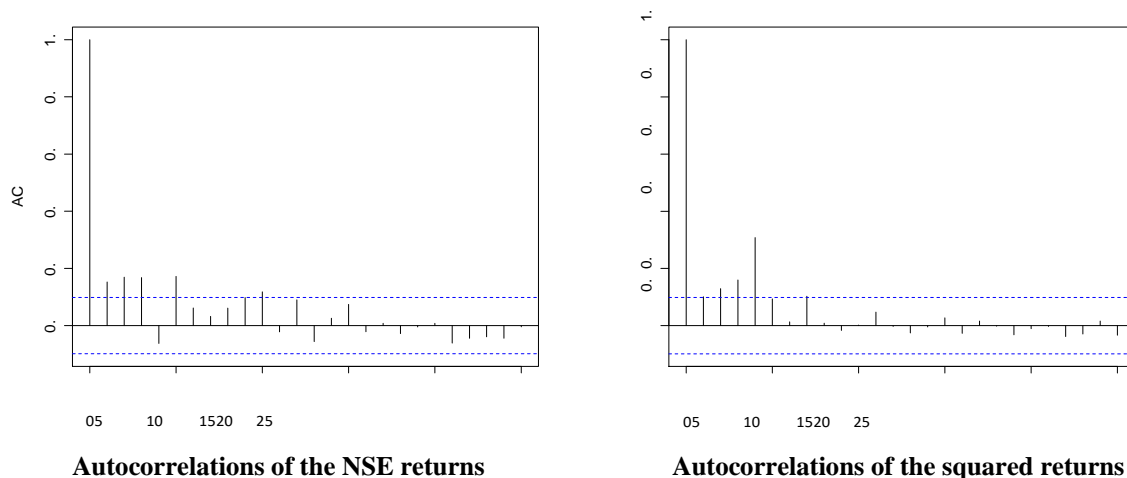 1.
0.
0.
0.
0.
0.
AC
05 10 1520 25
Autocorrelations of the NSE returns
1.
0.
0.
0.
0.
0.
05 10 1520 25
Autocorrelations of the squared returns